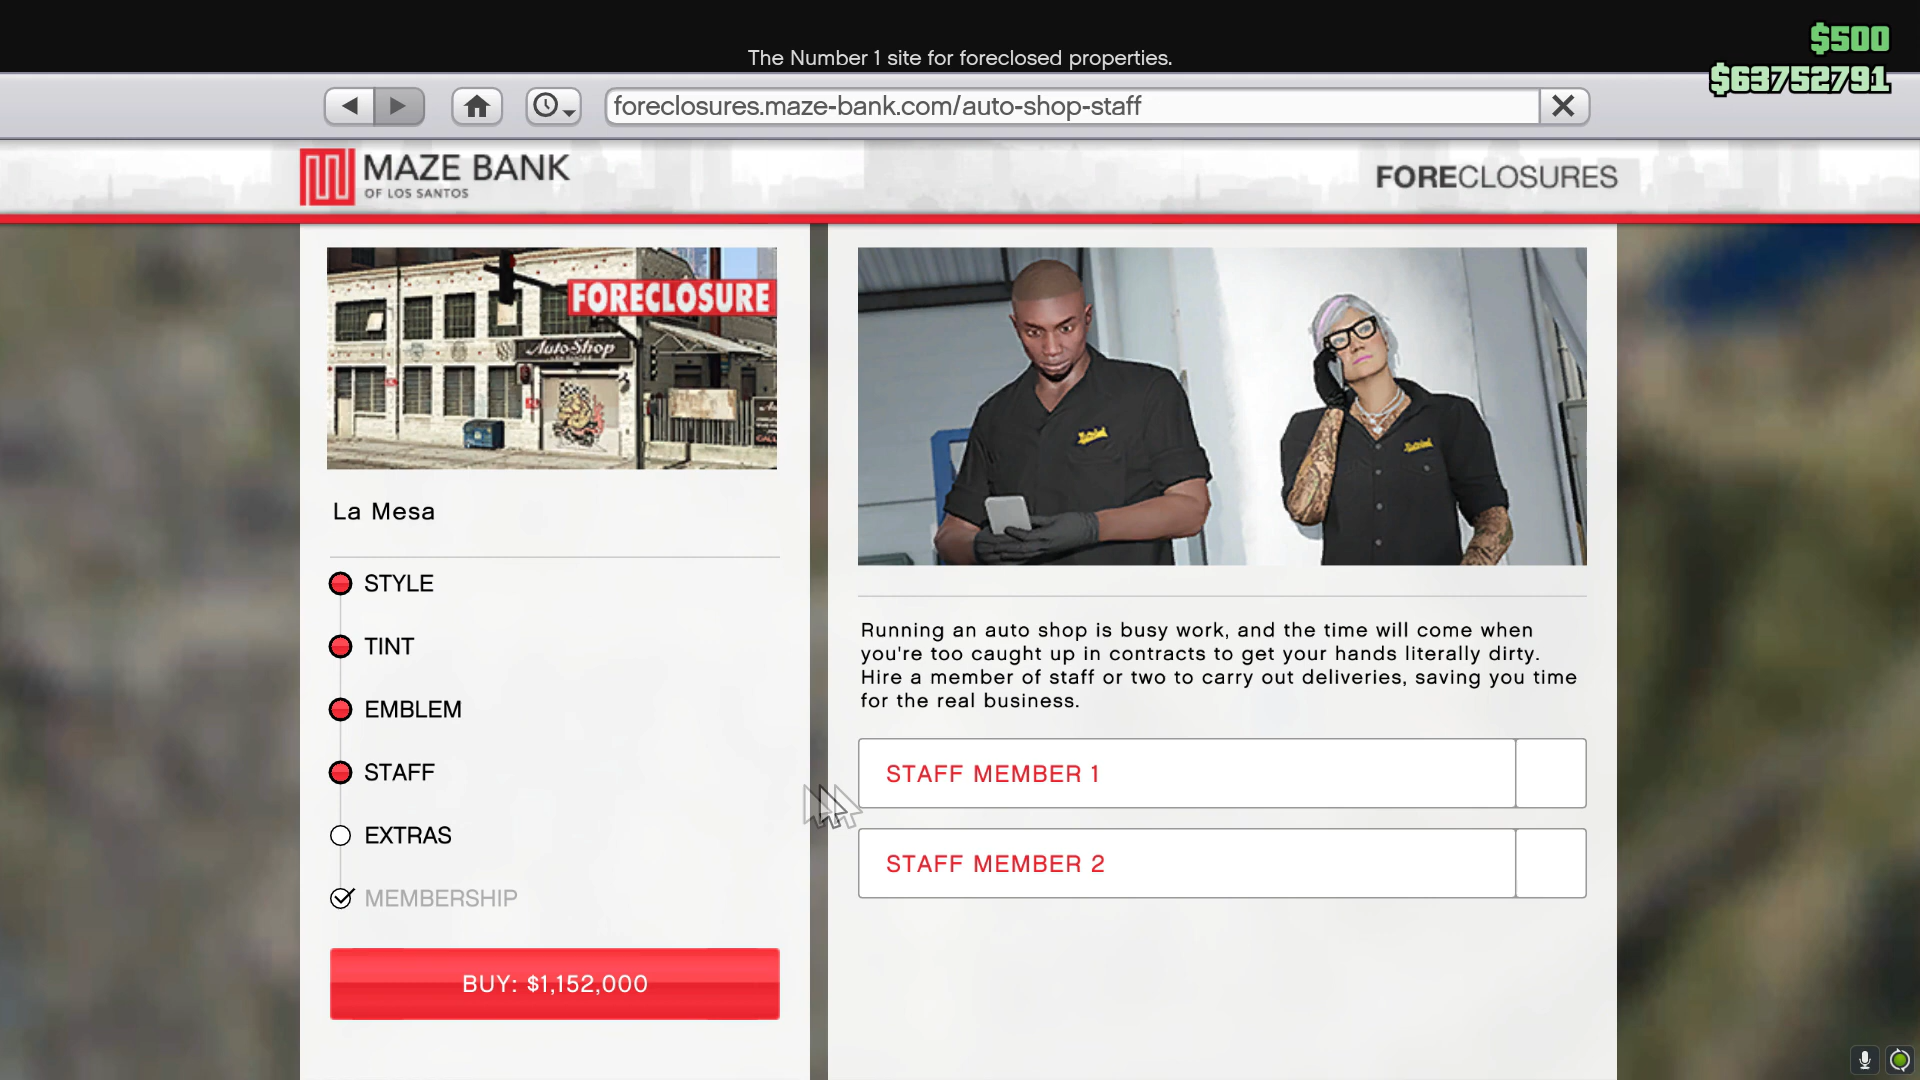 The Number 1 site for foreclosed properties.
$500
$63752791
foreclosures.maze-bank.com/auto-shop-staff
MAZE BANK
OF LOS SANTOS
FORECLOSURES
FORECLOSURE
Auto Shop
La Mesa
STYLE
TINT
EMBLEM
STAFF
EXTRAS
MEMBERSHIP
BUY: $1,152,000
Running an auto shop is busy work, and the time will come when
you're too caught up in contracts to get your hands literally dirty.
Hire a member of staff or two to carry out deliveries, saving you time
for the real business.
STAFF MEMBER 1
STAFF MEMBER 2